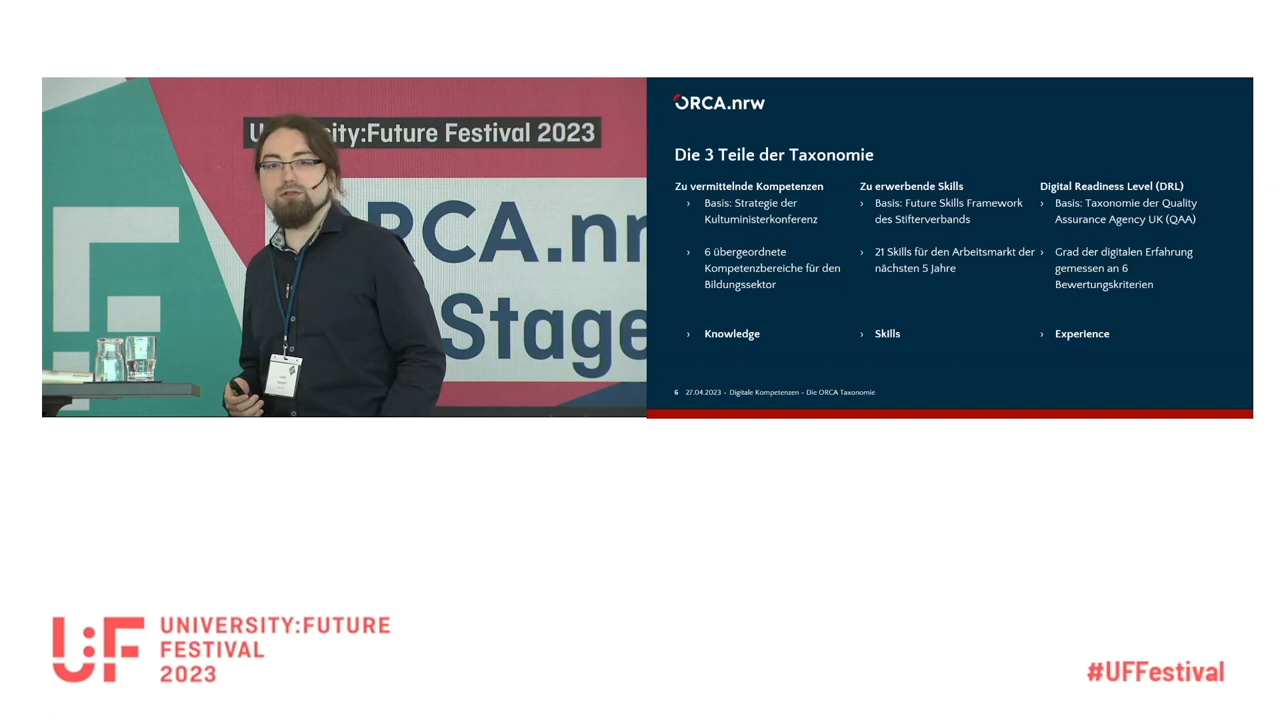 University:Future Festival 2023
ORCA.nr
Stage
ORCA.nrw
Die 3 Teile der Taxonomie
Zu vermittelnde Kompetenzen
› Basis: Strategie der
Kultuministerkonferenz
› 6 übergeordnete
Kompetenzbereiche für den
Bildungssektor
› Knowledge
Zu erwerbende Skills
› Basis: Future Skills Framework
des Stifterverbands
› 21 Skills für den Arbeitsmarkt der
nächsten 5 Jahre
› Skills
Digital Readiness Level (DRL)
› Basis: Taxonomie der Quality
Assurance Agency UK (QAA)
› Grad der digitalen Erfahrung
gemessen an 6
Bewertungskriterien
› Experience
6 27.04.2023 • Digitale Kompetenzen - Die ORCA Taxonomie
U:F
UNIVERSITY:FUTURE
FESTIVAL
2023
#UFFestival